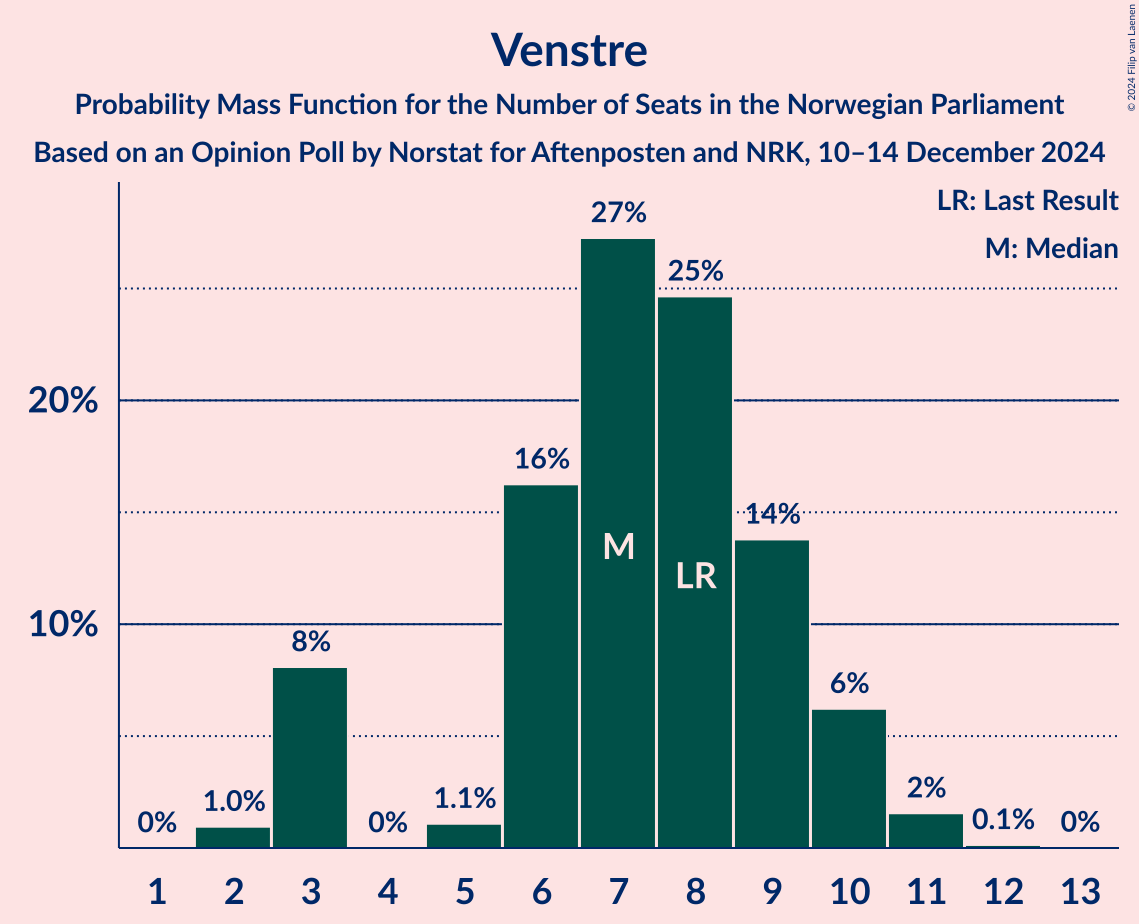 Venstre
Probability Mass Function for the Number of Seats in the Norwegian Parliament
Based on an Opinion Poll by Norstat for Aftenposten and NRK, 10–14 December 2024
© 2024 Filip van Laenen
LR: Last Result
M: Median
20%
10%
0%
1.0%
8%
0%
1.1%
16%
27%
25%
14%
6%
2%
0.1%
0%
M
LR
1 2 3 4 5 6 7 8 9 10 11 12 13